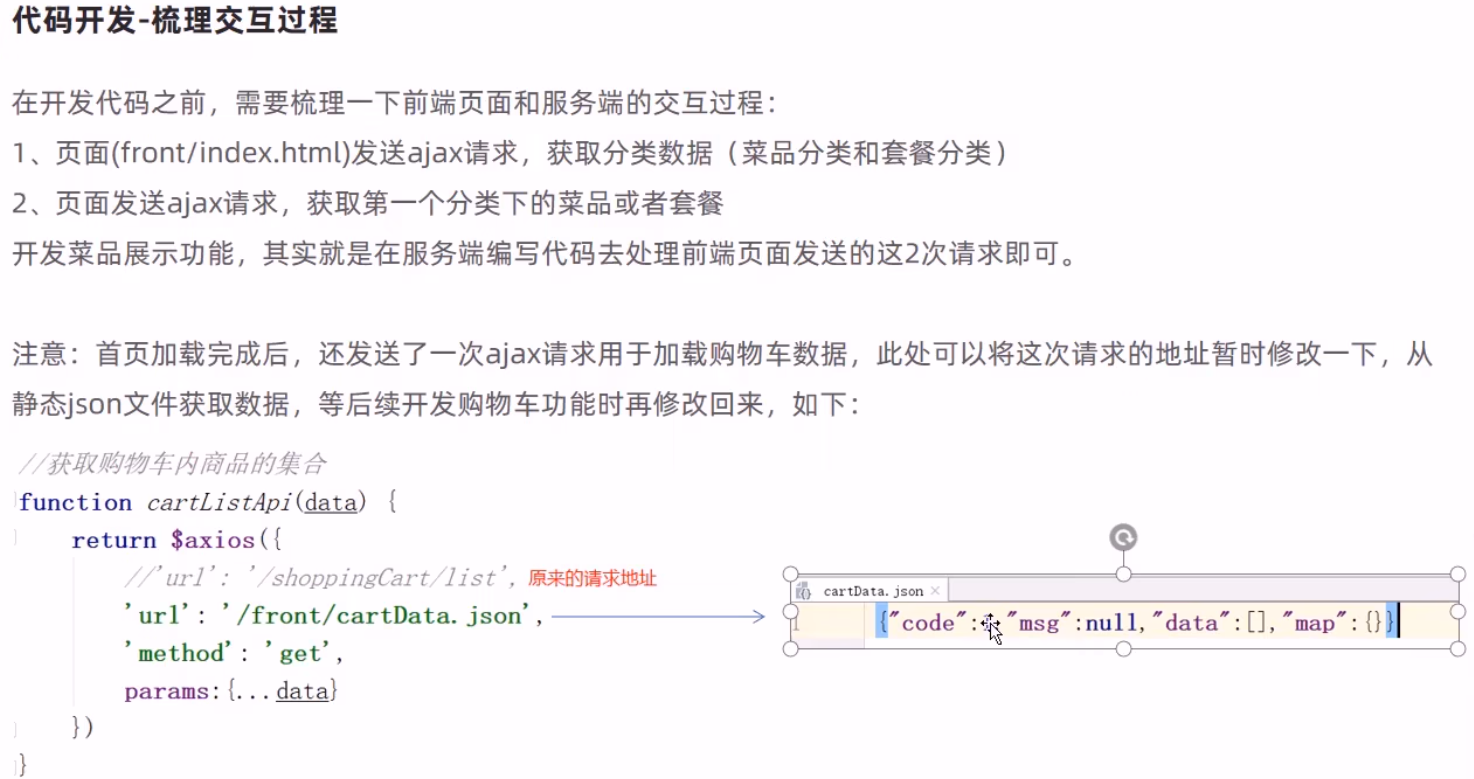 代码开发-梳理交互过程
在开发代码之前，需要梳理一下前端页面和服务端的交互过程：
1、页面(front/index.html)发送ajax请求，获取分类数据（菜品分类和套餐分类）
2、页面发送ajax请求，获取第一个分类下的菜品或者套餐
开发菜品展示功能，其实就是在服务端编写代码去处理前端页面发送的这2次请求即可。
注意：首页加载完成后，还发送了一次ajax请求用于加载购物车数据，此处可以将这次请求的地址暂时修改一下，从
静态json文件获取数据，等后续开发购物车功能时再修改回来，如下：
//获取购物车内商品的集合
function cartListApi(data) {
return $axios({
//'url': '/shoppingCart/list', 原来的请求地址
'url': '/front/cartData.json',
'method': 'get',
params:{...data}
})
}
cartData.json
1
{"code": "msg":null,"data":[],"map":{}}